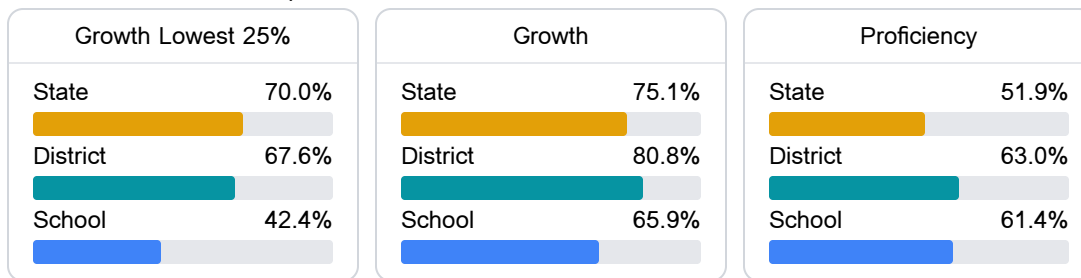 Growth Lowest 25%
State 70.0%
District 67.6%
School 42.4%
Growth
State 75.1%
District 80.8%
School 65.9%
Proficiency
State 51.9%
District 63.0%
School 61.4%